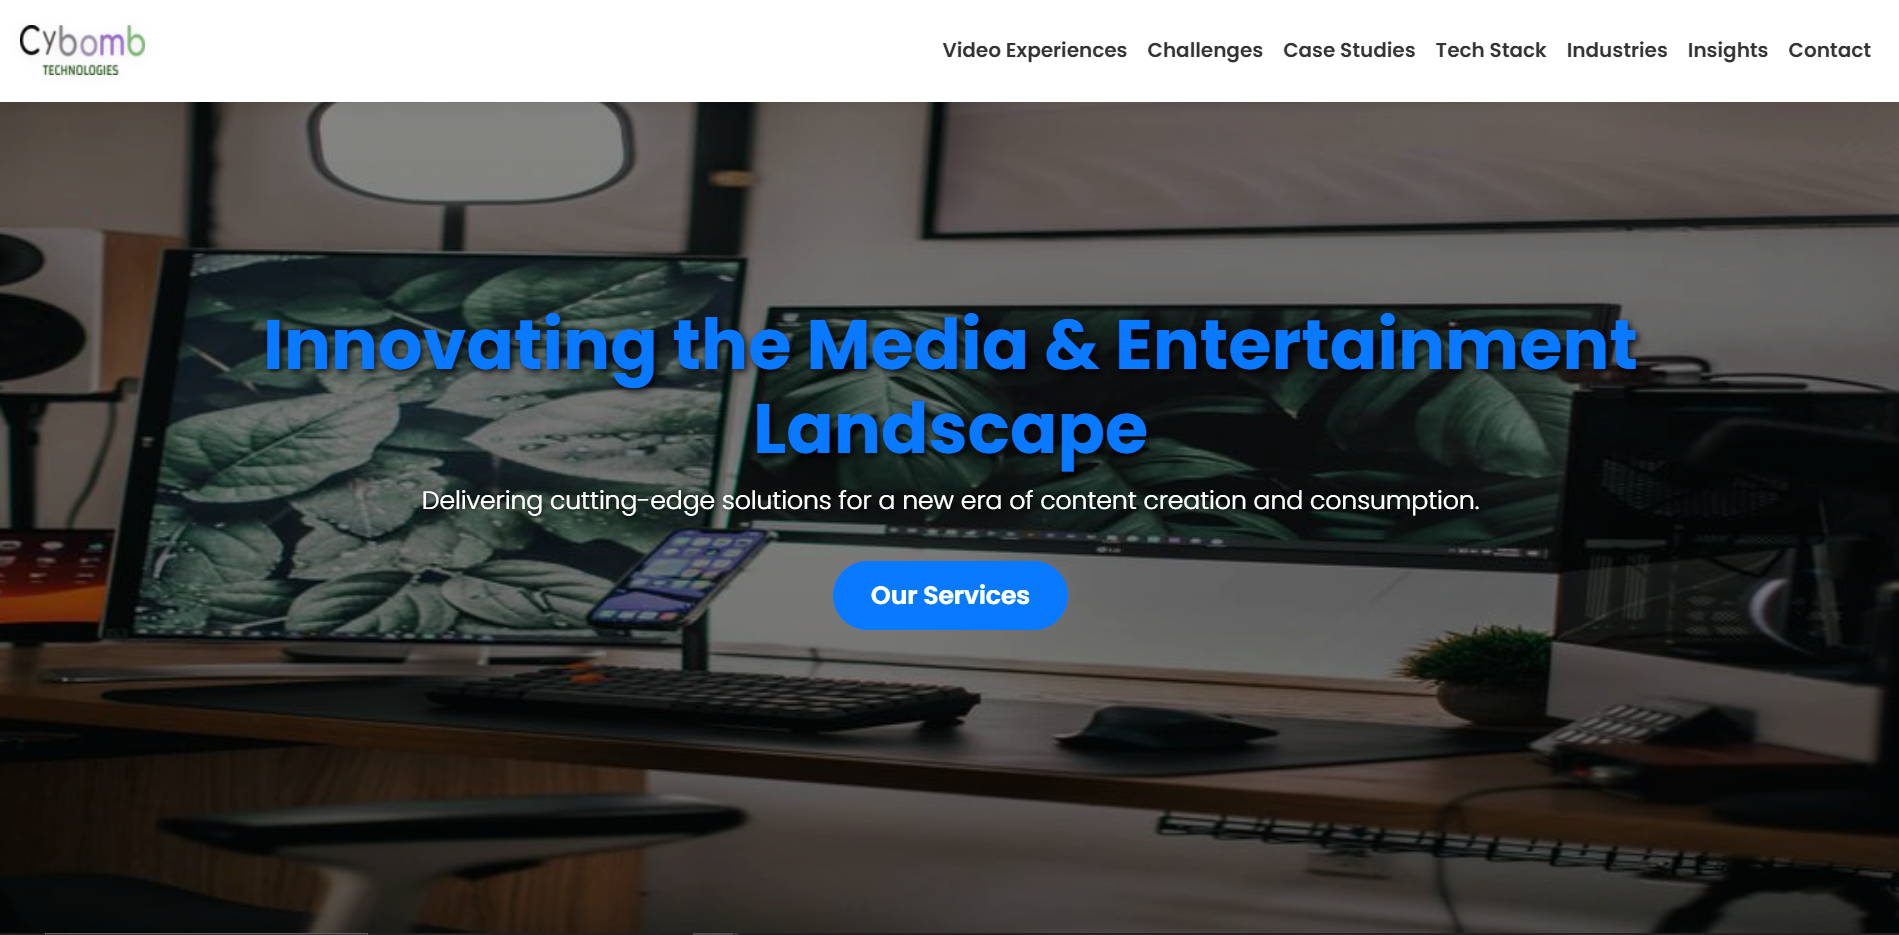 Cybomb
TECHNOLOGIES
Video Experiences Challenges Case Studies Tech Stack Industries Insights Contact
Innovating the Media & Entertainment
Landscape
Delivering cutting-edge solutions for a new era of content creation and consumption.
Our Services